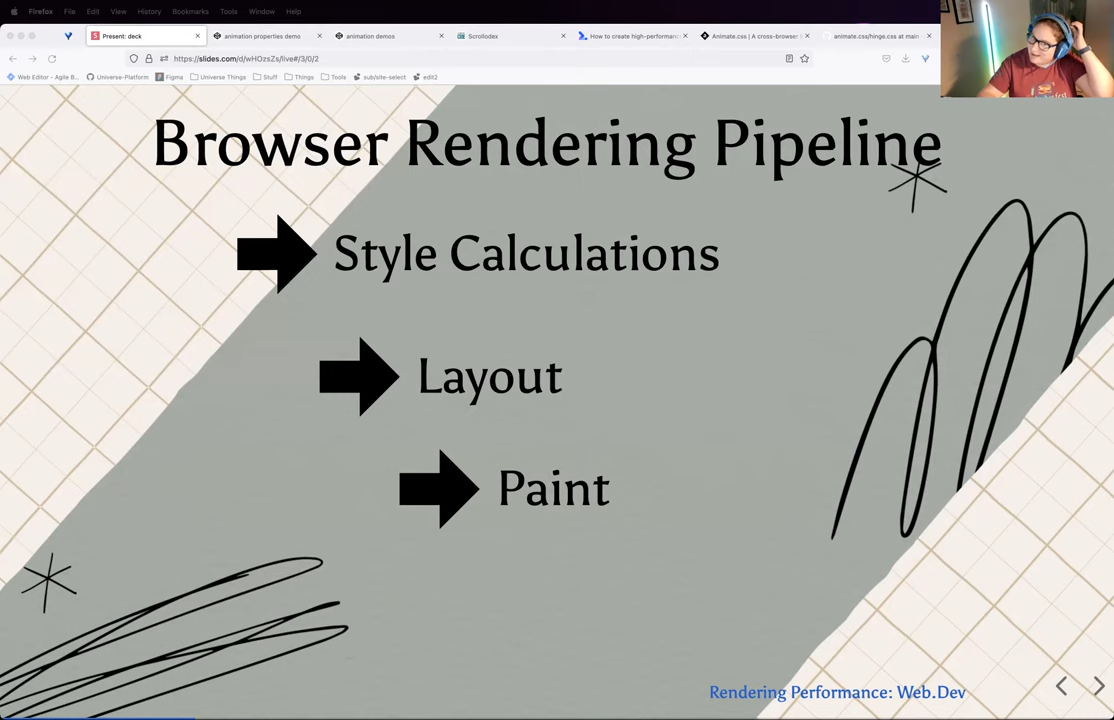 Firefox File Edit View History Bookmarks Tools Window Help
Present: deck
animation properties demo
animation demos
Scrollodex
How to create high-performanc
Animate.css | A cross-browser
animate.css/hinge.css at main
https://slides.com/d/wHOzsZs/live#/3/0/2
Web Editor - Agile B... Universe-Platform Figma Universe Things Stuff Things Tools sub/site-select edit2
Browser Rendering Pipeline
Style Calculations
Layout
Paint
Rendering Performance: Web.Dev